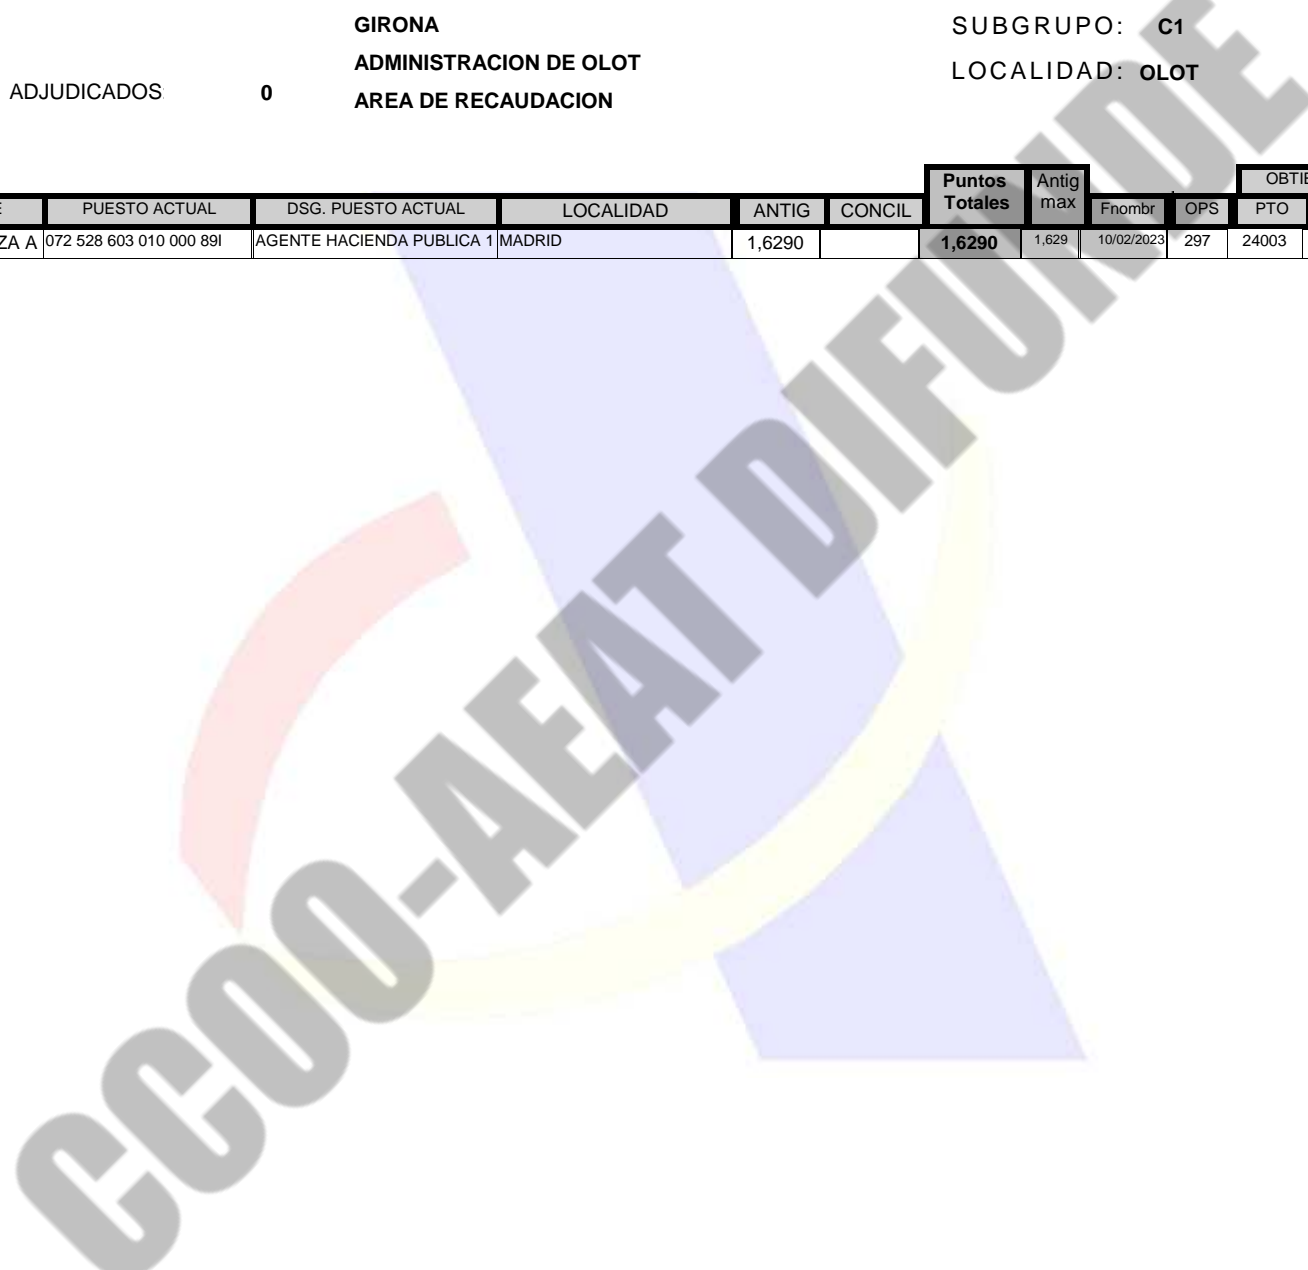 GIRONA
SUBGRUPO: C1
ADMINISTRACION DE OLOT
LOCALIDAD: OLOT
ADJUDICADOS: 0
AREA DE RECAUDACION
Puntos Totales Antig max OBTIE
E PUESTO ACTUAL DSG. PUESTO ACTUAL LOCALIDAD ANTIG CONCIL Fnombr OPS PTO
ZA A 072 528 603 010 000 89I AGENTE HACIENDA PUBLICA 1 MADRID 1,6290 1,6290 1,629 10/02/2023 297 24003
CCOO-AEAT DIFUNDE